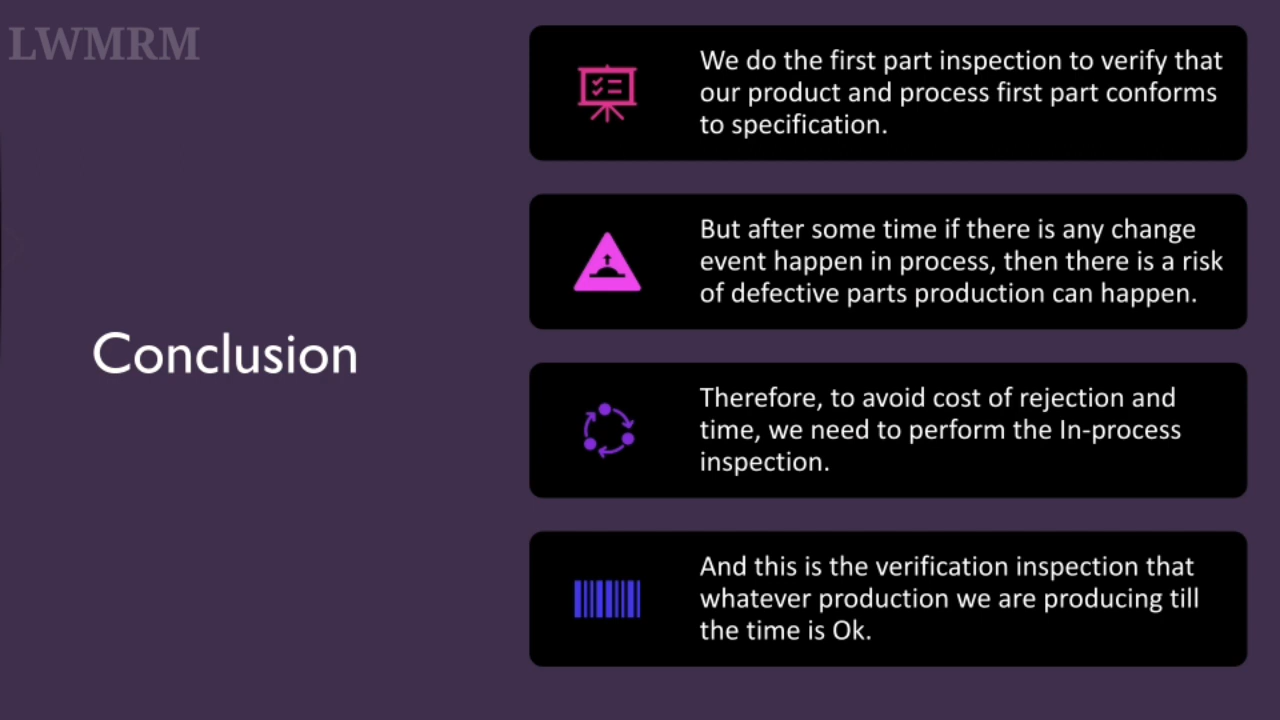 LWMRM
Conclusion
We do the first part inspection to verify that
our product and process first part conforms
to specification.
But after some time if there is any change
event happen in process, then there is a risk
of defective parts production can happen.
Therefore, to avoid cost of rejection and
time, we need to perform the In-process
inspection.
And this is the verification inspection that
whatever production we are producing till
the time is Ok.